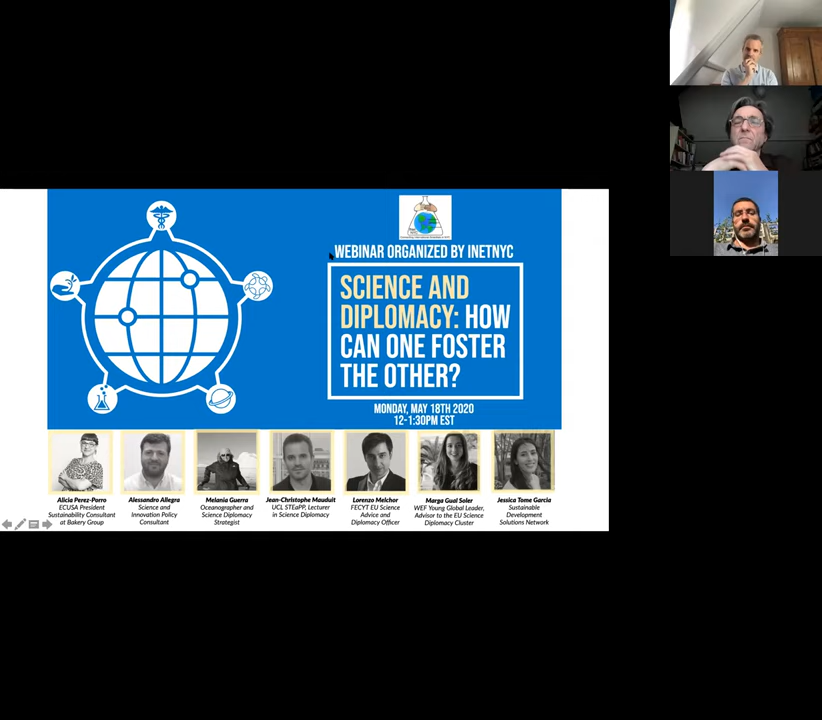 WEBINAR ORGANIZED BY INETNYC
SCIENCE AND
DIPLOMACY: HOW
CAN ONE FOSTER
THE OTHER?
MONDAY, MAY 18TH 2020
12-1:30PM EST
Alicia Perez-Porro
ECUSA President
Sustainability Consultant
at Bakery Group
Alessandro Allegra
Science and
Innovation Policy
Consultant
Melania Guerra
Oceanographer and
Science Diplomacy
Strategist
Jean-Christophe Mauduit
UCL STEaPP, Lecturer
in Science Diplomacy
Lorenzo Melchor
FECYT EU Science
Advice and
Diplomacy Officer
Marga Gual Soler
WEF Young Global Leader,
Advisor to the EU Science
Diplomacy Cluster
Jessica Tome Garcia
Sustainable
Development
Solutions Network